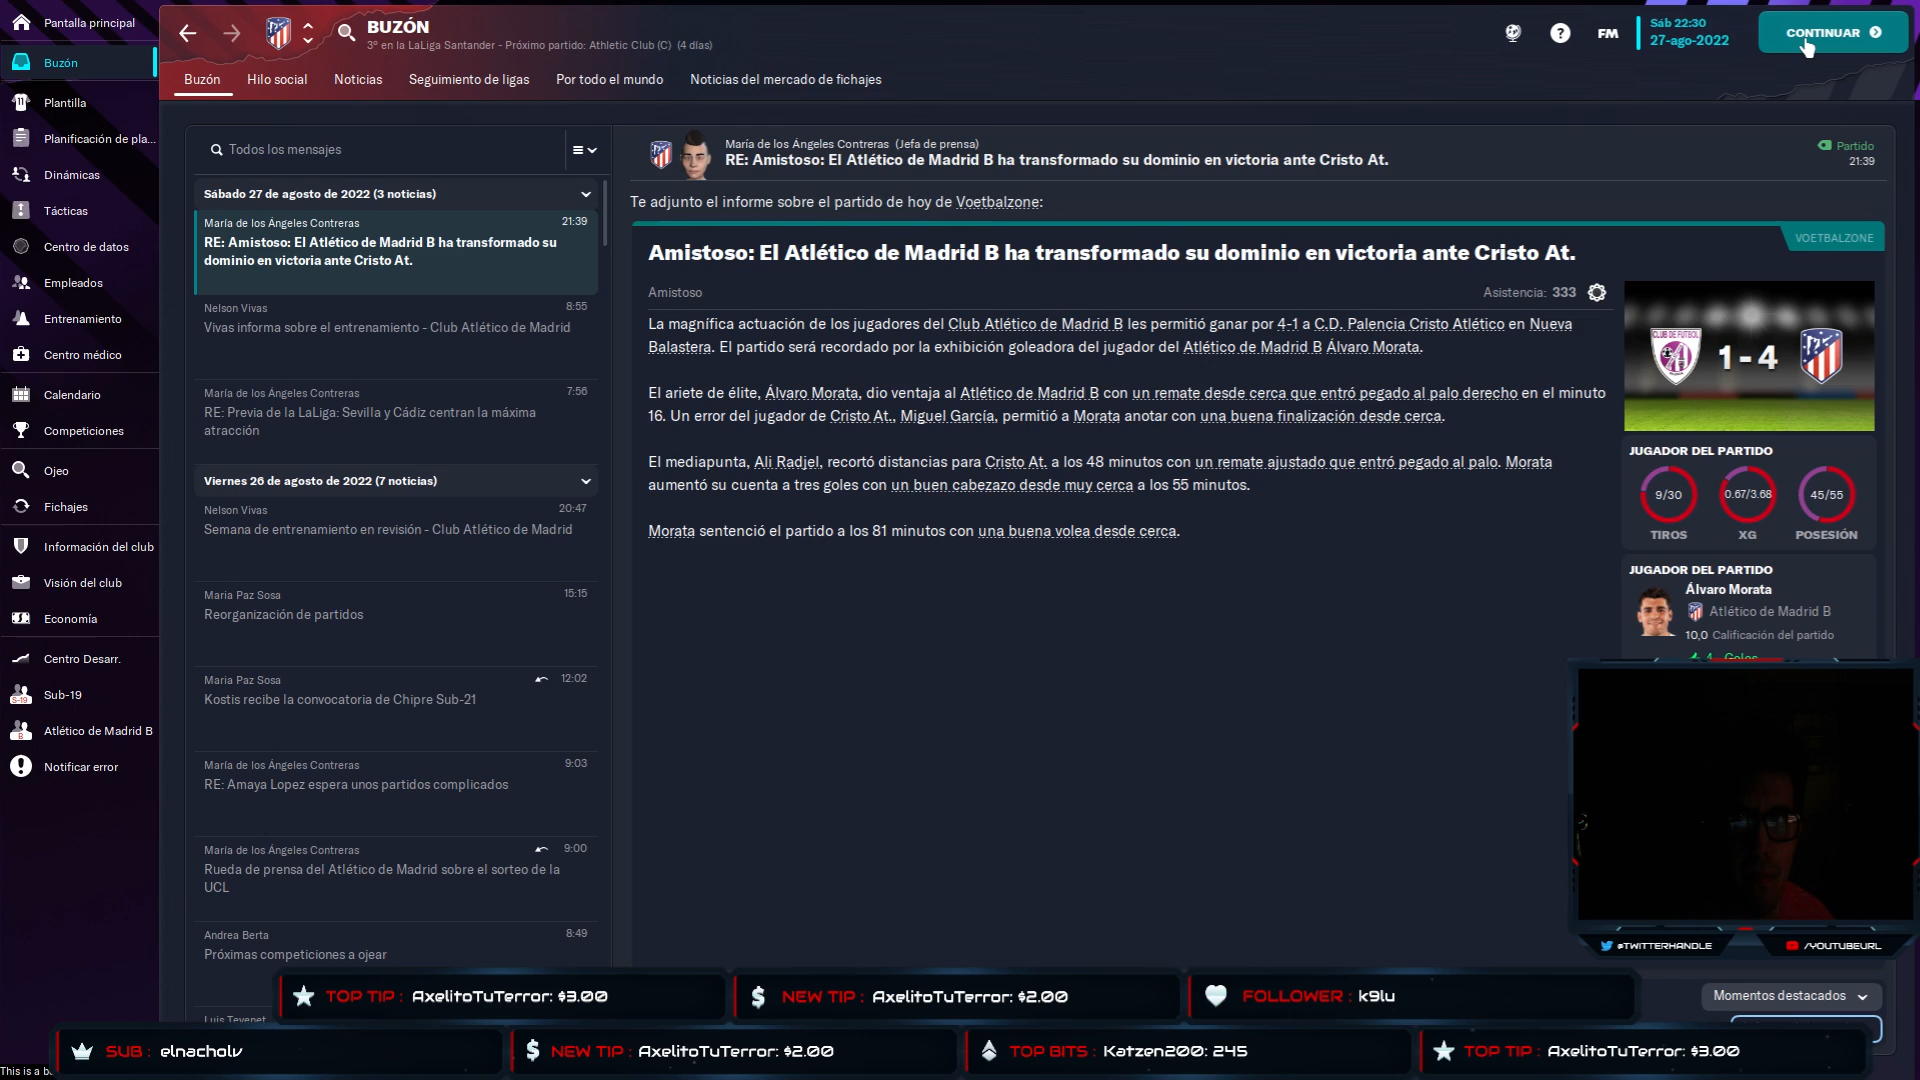 Pantalla principal
Buzón
Plantilla
Planificación de pla...
Dinámicas
Tácticas
Centro de datos
Empleados
Entrenamiento
Centro médico
Calendario
Competiciones
Ojeo
Fichajes
Información del club
Visión del club
Economía
Centro Desarr.
Sub-19
Atlético de Madrid B
Notificar error
BUZÓN
3º en la LaLiga Santander - Próximo partido: Athletic Club (C) (4 días)
FM
Sáb 22:30
27-ago-2022
CONTINUAR
Buzón
Hilo social
Noticias
Seguimiento de ligas
Por todo el mundo
Noticias del mercado de fichajes
Todos los mensajes
Sábado 27 de agosto de 2022 (3 noticias)
María de los Ángeles Contreras 21:39
RE: Amistoso: El Atlético de Madrid B ha transformado su
dominio en victoria ante Cristo At.
Nelson Vivas 8:55
Vivas informa sobre el entrenamiento - Club Atlético de Madrid
María de los Ángeles Contreras 7:56
RE: Previa de la LaLiga: Sevilla y Cádiz centran la máxima
atracción
Viernes 26 de agosto de 2022 (7 noticias)
Nelson Vivas 20:47
Semana de entrenamiento en revisión - Club Atlético de Madrid
Maria Paz Sosa 15:15
Reorganización de partidos
Maria Paz Sosa 12:02
Kostis recibe la convocatoria de Chipre Sub-21
María de los Ángeles Contreras 9:03
RE: Amaya Lopez espera unos partidos complicados
María de los Ángeles Contreras 9:00
Rueda de prensa del Atlético de Madrid sobre el sorteo de la
UCL
Andrea Berta 8:49
Próximas competiciones a ojear
Luis Tevenet
María de los Ángeles Contreras (Jefa de prensa)
RE: Amistoso: El Atlético de Madrid B ha transformado su dominio en victoria ante Cristo At.
Partido
21:39
Te adjunto el informe sobre el partido de hoy de Voetbalzone:
VOETBALZONE
Amistoso: El Atlético de Madrid B ha transformado su dominio en victoria ante Cristo At.
Amistoso
Asistencia: 333
La magnífica actuación de los jugadores del Club Atlético de Madrid B les permitió ganar por 4-1 a C.D. Palencia Cristo Atlético en Nueva
Balastera. El partido será recordado por la exhibición goleadora del jugador del Atlético de Madrid B Álvaro Morata.
El ariete de élite, Álvaro Morata, dio ventaja al Atlético de Madrid B con un remate desde cerca que entró pegado al palo derecho en el minuto
16. Un error del jugador de Cristo At., Miguel García, permitió a Morata anotar con una buena finalización desde cerca.
El mediapunta, Ali Radjel, recortó distancias para Cristo At. a los 48 minutos con un remate ajustado que entró pegado al palo. Morata
aumentó su cuenta a tres goles con un buen cabezazo desde muy cerca a los 55 minutos.
Morata sentenció el partido a los 81 minutos con una buena volea desde cerca.
1 - 4
JUGADOR DEL PARTIDO
9/30
0.67/3.68
45/55
TIROS
XG
POSESIÓN
JUGADOR DEL PARTIDO
Álvaro Morata
Atlético de Madrid B
10,0 Calificación del partido
4 Goles
@TWITTERHANDLE
/YOUTUBEURL
Momentos destacados
TOP TIP : AxelitoTuTerror: $3.00
NEW TIP : AxelitoTuTerror: $2.00
FOLLOWER : k9lu
SUB : elnacholv
NEW TIP : AxelitoTuTerror: $2.00
TOP BITS : Katzen200: 245
TOP TIP : AxelitoTuTerror: $3.00
This is a